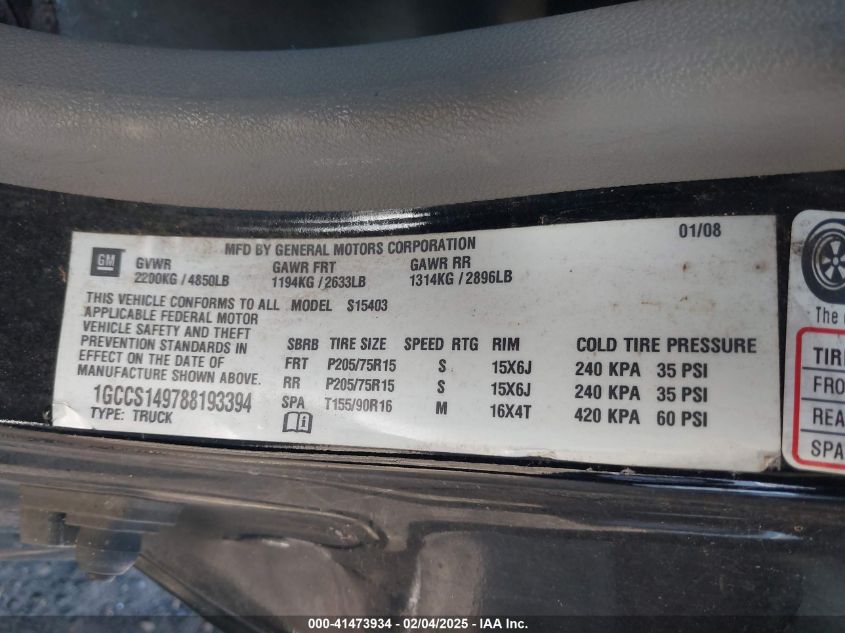 MFD BY GENERAL MOTORS CORPORATION 01/08
GM GVWR GAWR FRT GAWR RR
2200KG / 4850LB 1194KG / 2633LB 1314KG / 2896LB
THIS VEHICLE CONFORMS TO ALL MODEL S15403
APPLICABLE FEDERAL MOTOR
VEHICLE SAFETY AND THEFT
PREVENTION STANDARDS IN
EFFECT ON THE DATE OF
MANUFACTURE SHOWN ABOVE.
1GCCS149788193394
TYPE: TRUCK
SBRB TIRE SIZE SPEED RTG RIM COLD TIRE PRESSURE
FRT P205/75R15 S 15X6J 240 KPA 35 PSI
RR P205/75R15 S 15X6J 240 KPA 35 PSI
SPA T155/90R16 M 16X4T 420 KPA 60 PSI
The
TIR
FRO
REA
SPA
000-41473934 - 02/04/2025 - © IAA Holdings, LLC.